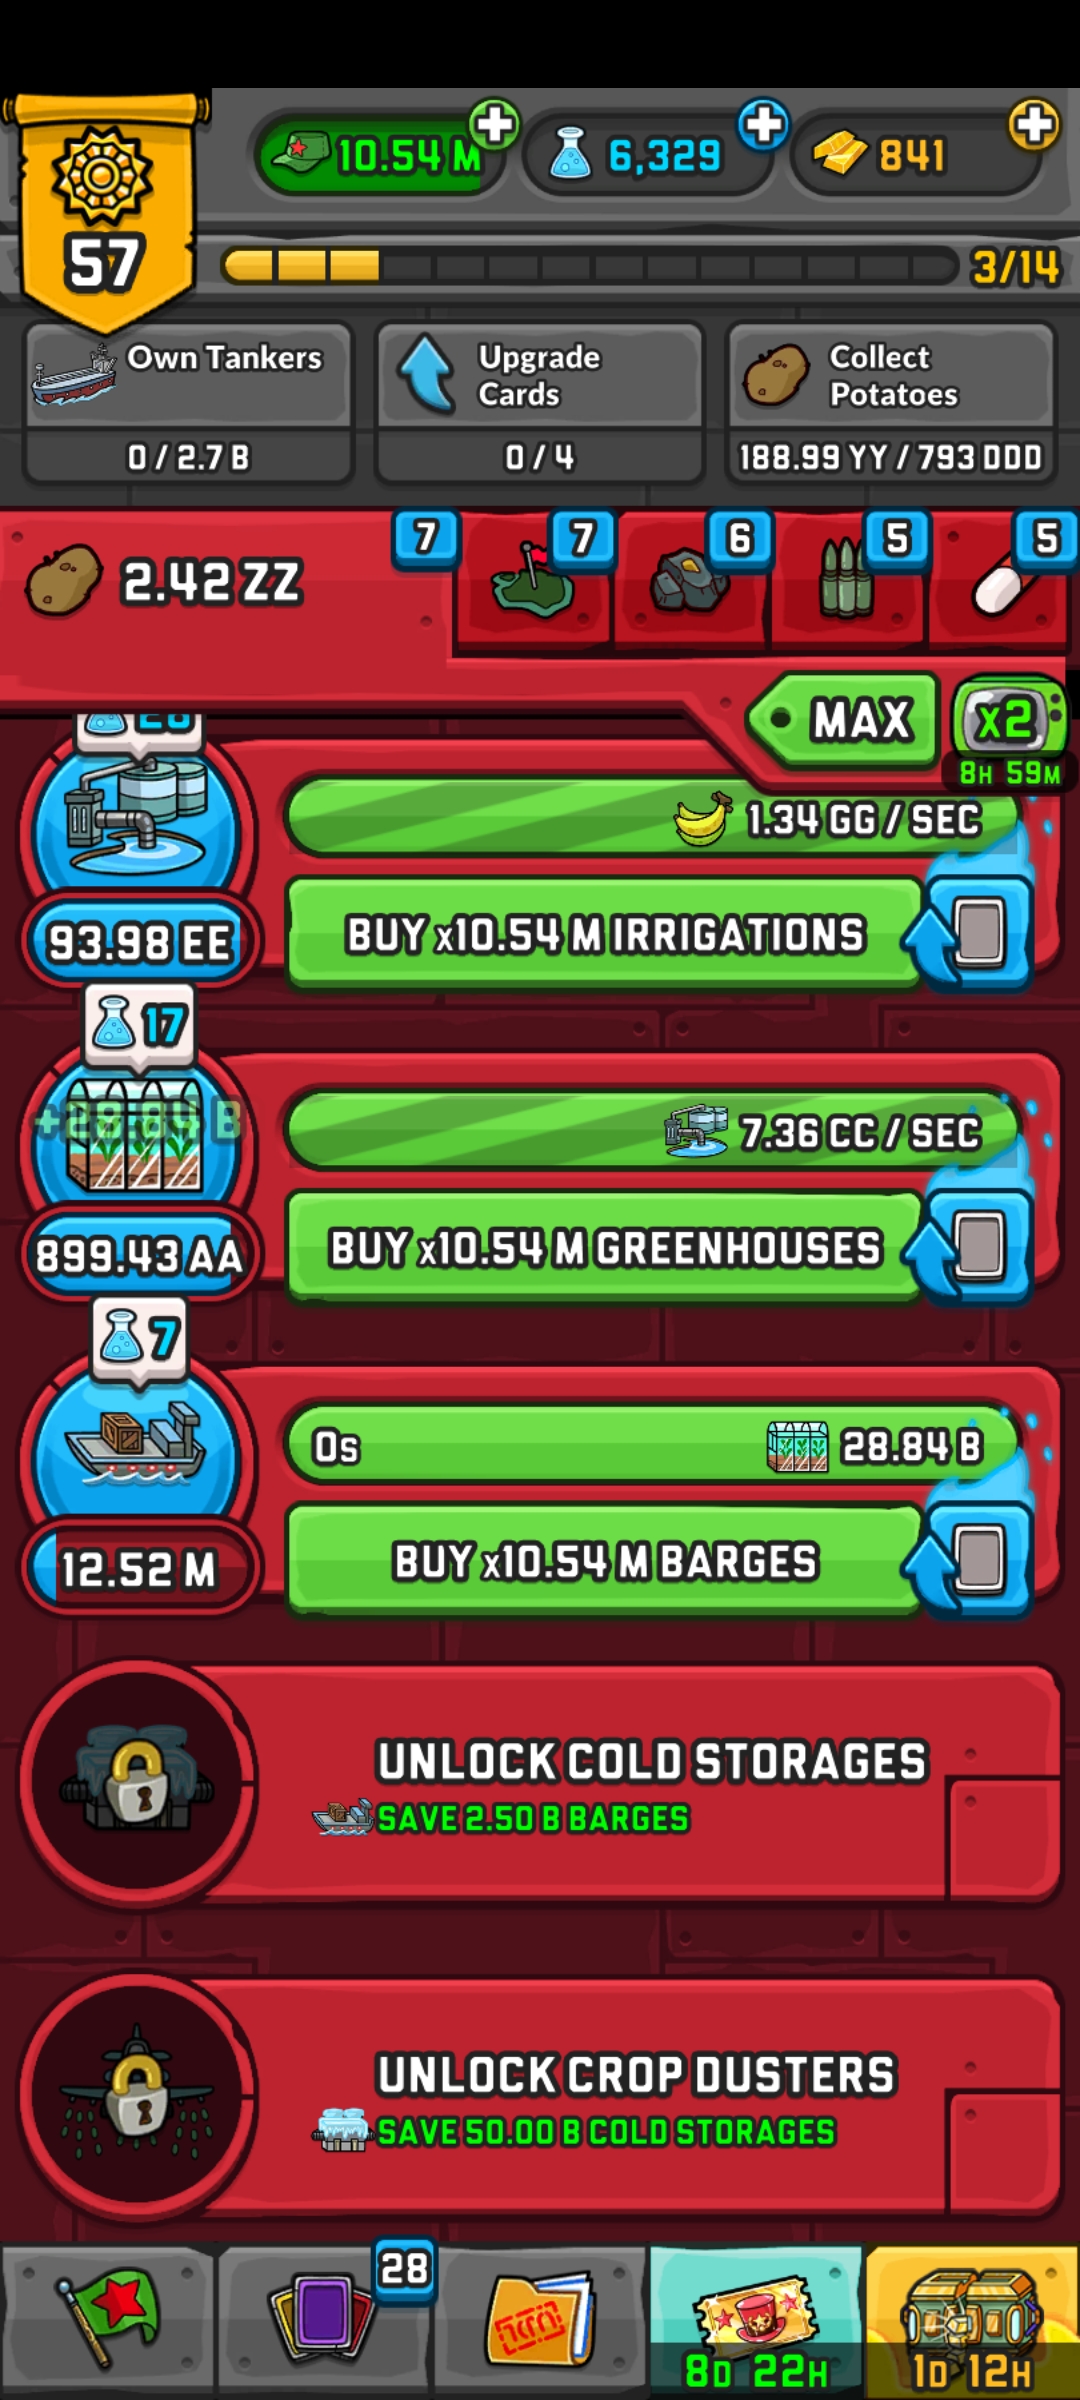 10.54 M
6,329
841
57
3/14
Own Tankers
0 / 2.7 B
Upgrade
Cards
0 / 4
Collect
Potatoes
188.99 YY / 793 DDD
2.42 ZZ
7
7
6
5
5
MAX
x2
8H 59M
1.34 GG / SEC
93.98 EE
BUY x10.54 M IRRIGATIONS
17
+28.84 B
7.36 CC / SEC
899.43 AA
BUY x10.54 M GREENHOUSES
7
0s
28.84 B
12.52 M
BUY x10.54 M BARGES
UNLOCK COLD STORAGES
SAVE 2.50 B BARGES
UNLOCK CROP DUSTERS
SAVE 50.00 B COLD STORAGES
28
8D 22H
1D 12H